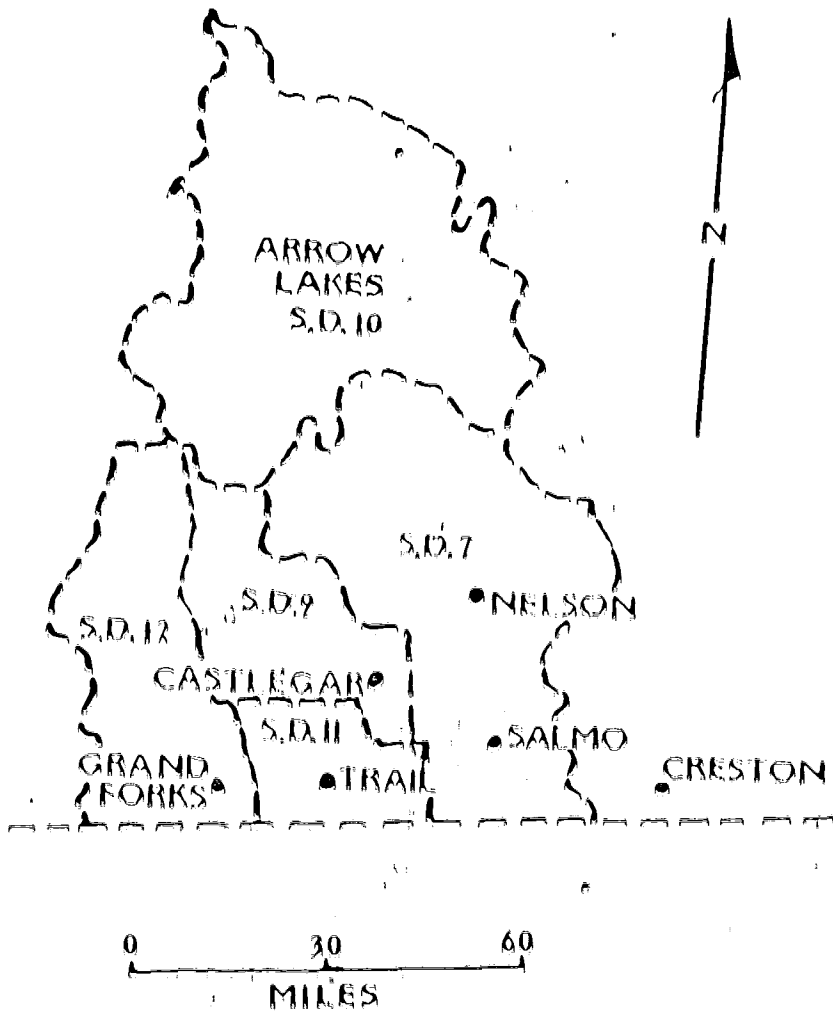 N
ARROW
LAKES
S.D. 10
S.D. 7
NELSON
S.D. 9
S.D. 12
CASTLEGAR
S.D. 11
SALMO
GRAND
FORKS
TRAIL
CRESTON
0 30 60
MILES